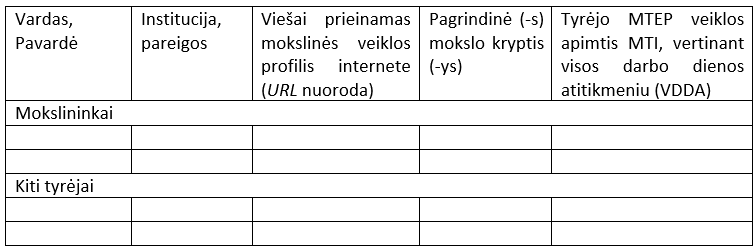 Vardas,
Pavardė
Institucija,
pareigos
Viešai prieinamas
mokslinės veiklos
profilis internete
(URL nuoroda)
Pagrindinė (-s)
mokslo kryptis
(-ys)
Tyrėjo MTEP veiklos
apimtis MTI, vertinant
visos darbo dienos
atitikmeniu (VDDA)
Mokslininkai
Kiti tyrėjai